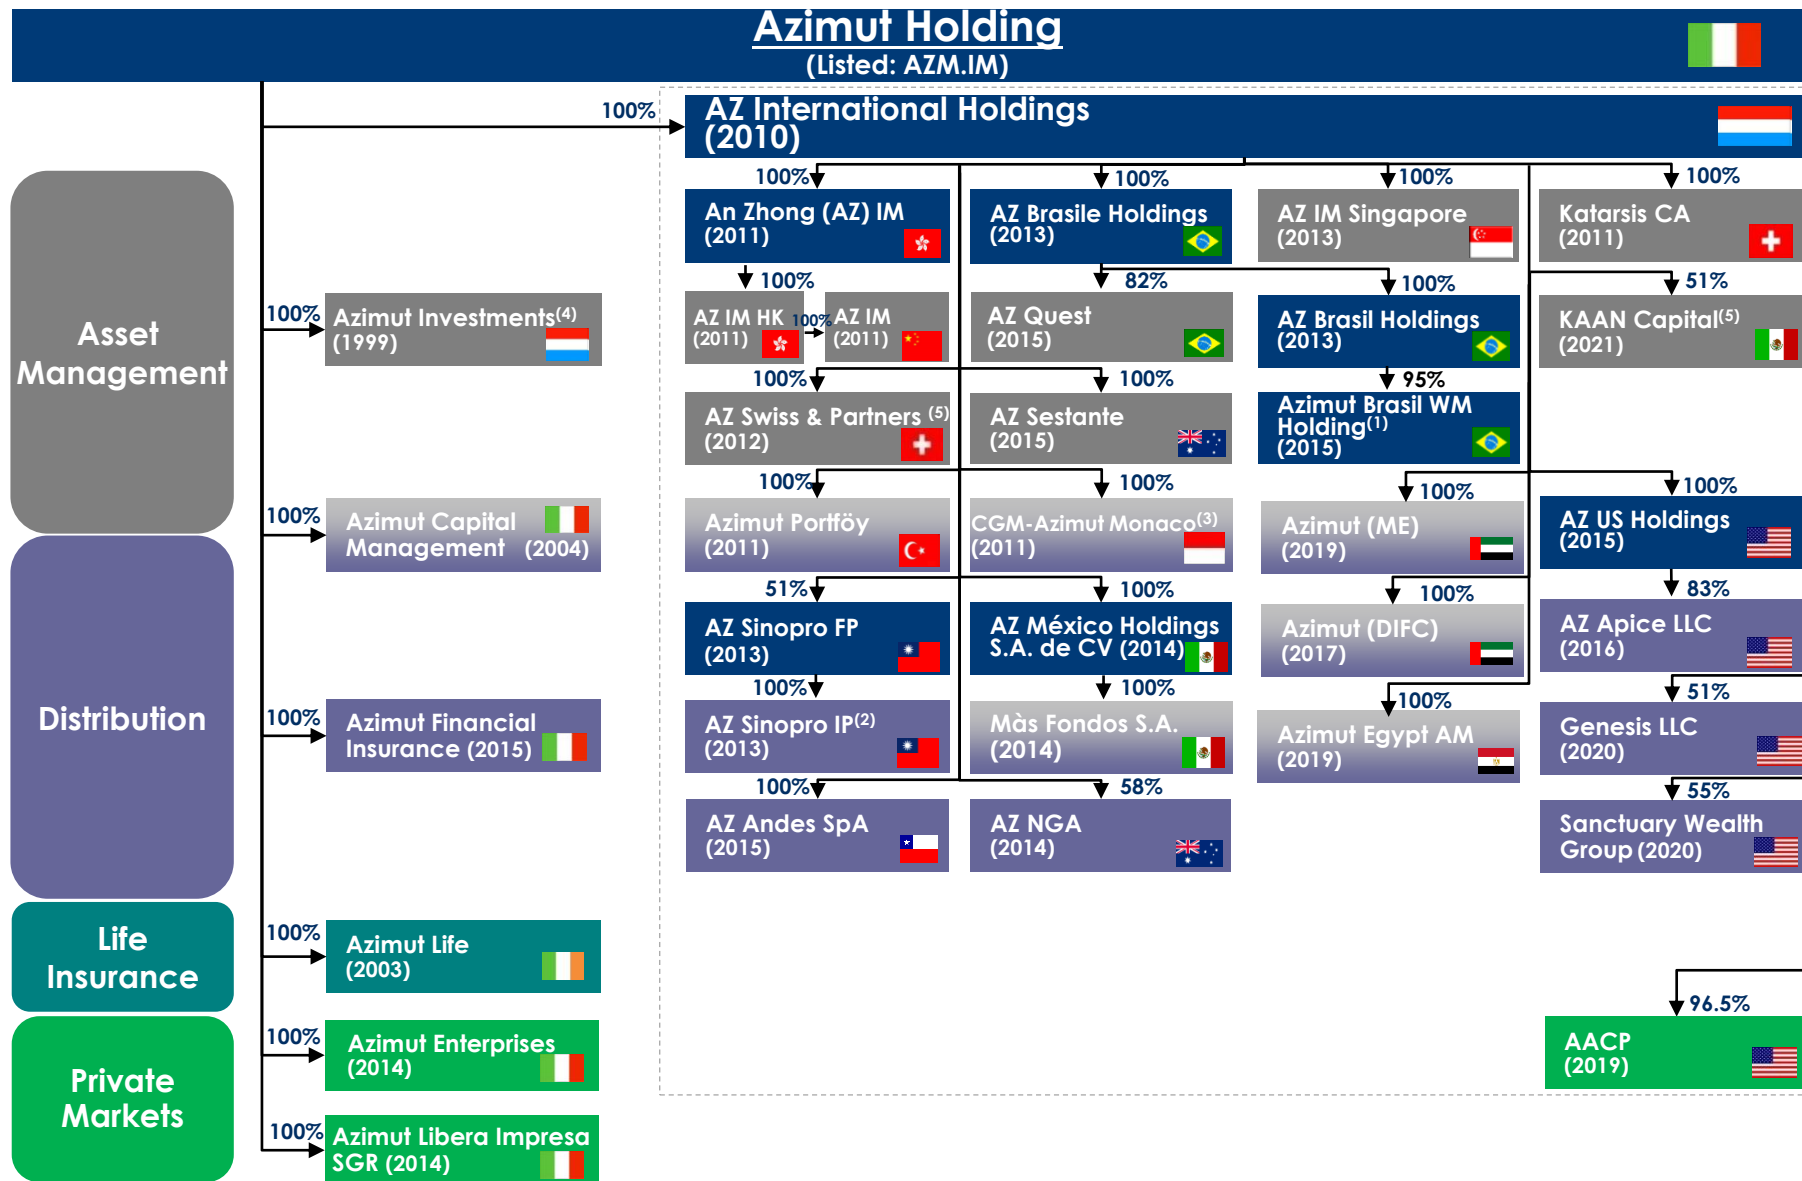 Azimut Holding
(Listed: AZM.IM)
100%
AZ International Holdings
(2010)
Asset
Management
Distribution
Life
Insurance
Private
Markets
100%
Azimut Investments(4)
(1999)
100%
Azimut Capital
Management (2004)
100%
Azimut Financial
Insurance (2015)
100%
Azimut Life
(2003)
100%
Azimut Enterprises
(2014)
100%
Azimut Libera Impresa
SGR (2014)
100%
An Zhong (AZ) IM
(2011)
100%
AZ Brasile Holdings
(2013)
100%
AZ IM Singapore
(2013)
100%
Katarsis CA
(2011)
100%
AZ IM HK
(2011)
100%
AZ IM
(2011)
82%
AZ Quest
(2015)
100%
AZ Brasil Holdings
(2013)
51%
KAAN Capital(5)
(2021)
100%
AZ Swiss & Partners (5)
(2012)
100%
AZ Sestante
(2015)
95%
Azimut Brasil WM
Holding(1)
(2015)
100%
Azimut Portföy
(2011)
100%
CGM-Azimut Monaco(3)
(2011)
100%
Azimut (ME)
(2019)
100%
AZ US Holdings
(2015)
51%
AZ Sinopro FP
(2013)
100%
AZ México Holdings
S.A. de CV (2014)
100%
Azimut (DIFC)
(2017)
83%
AZ Apice LLC
(2016)
100%
AZ Sinopro IP(2)
(2013)
100%
Màs Fondos S.A.
(2014)
100%
Azimut Egypt AM
(2019)
51%
Genesis LLC
(2020)
100%
AZ Andes SpA
(2015)
58%
AZ NGA
(2014)
55%
Sanctuary Wealth
Group (2020)
96.5%
AACP
(2019)